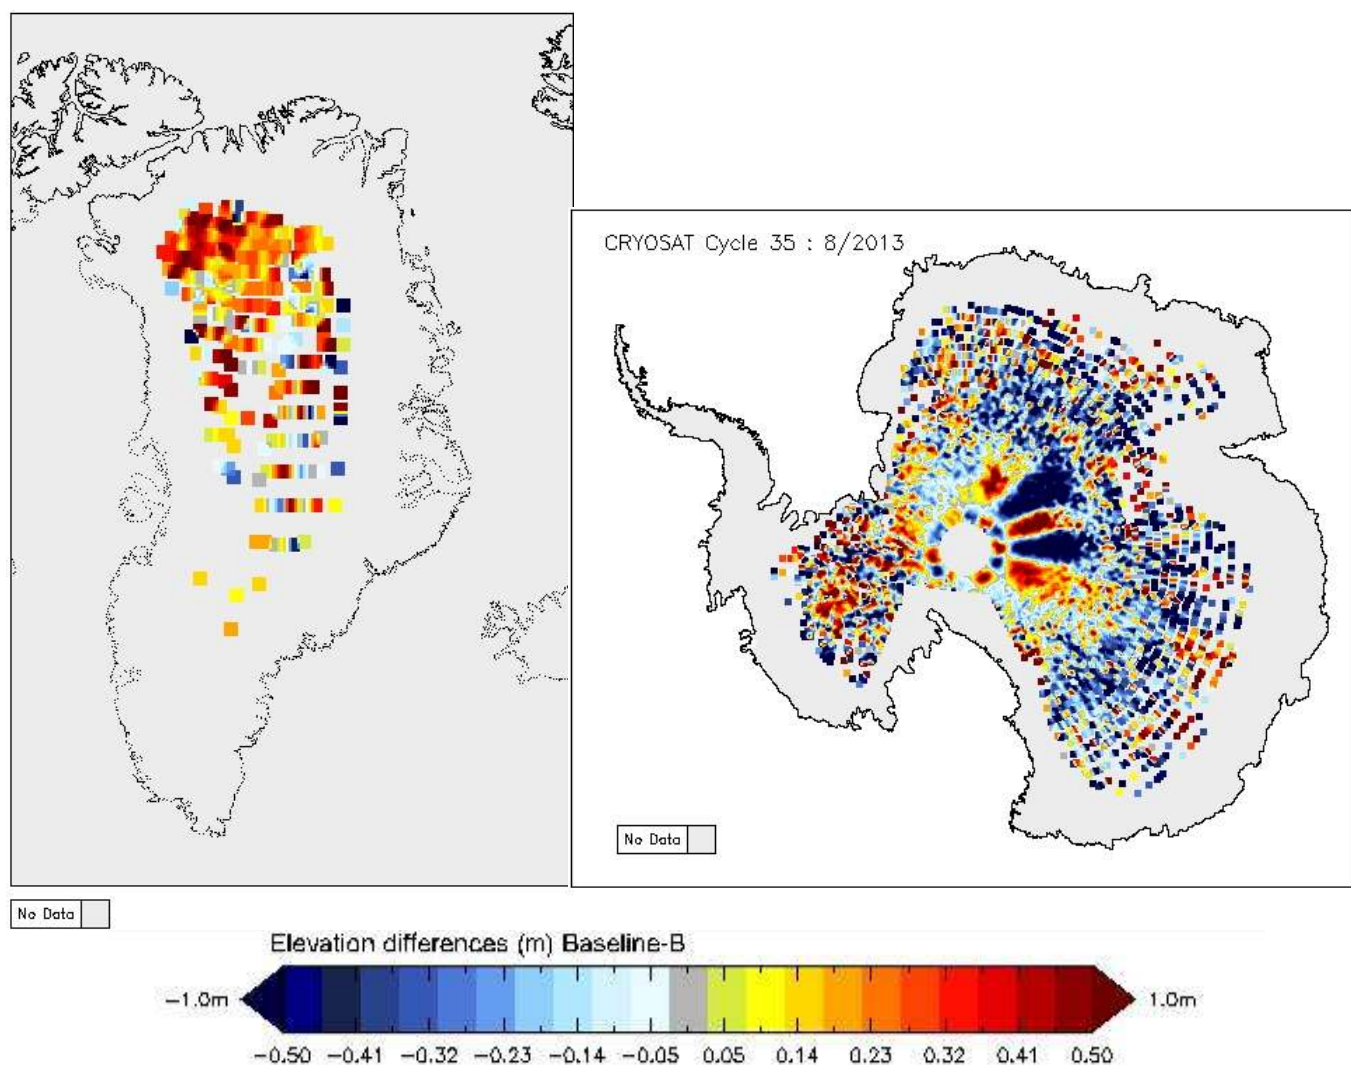 CRYOSAT Cycle 35 : 8/2013
No Data
No Data
Elevation differences (m) Baseline-B
-1.0m
1.0m
-0.50 -0.41 -0.32 -0.23 -0.14 -0.05 0.05 0.14 0.23 0.32 0.41 0.50